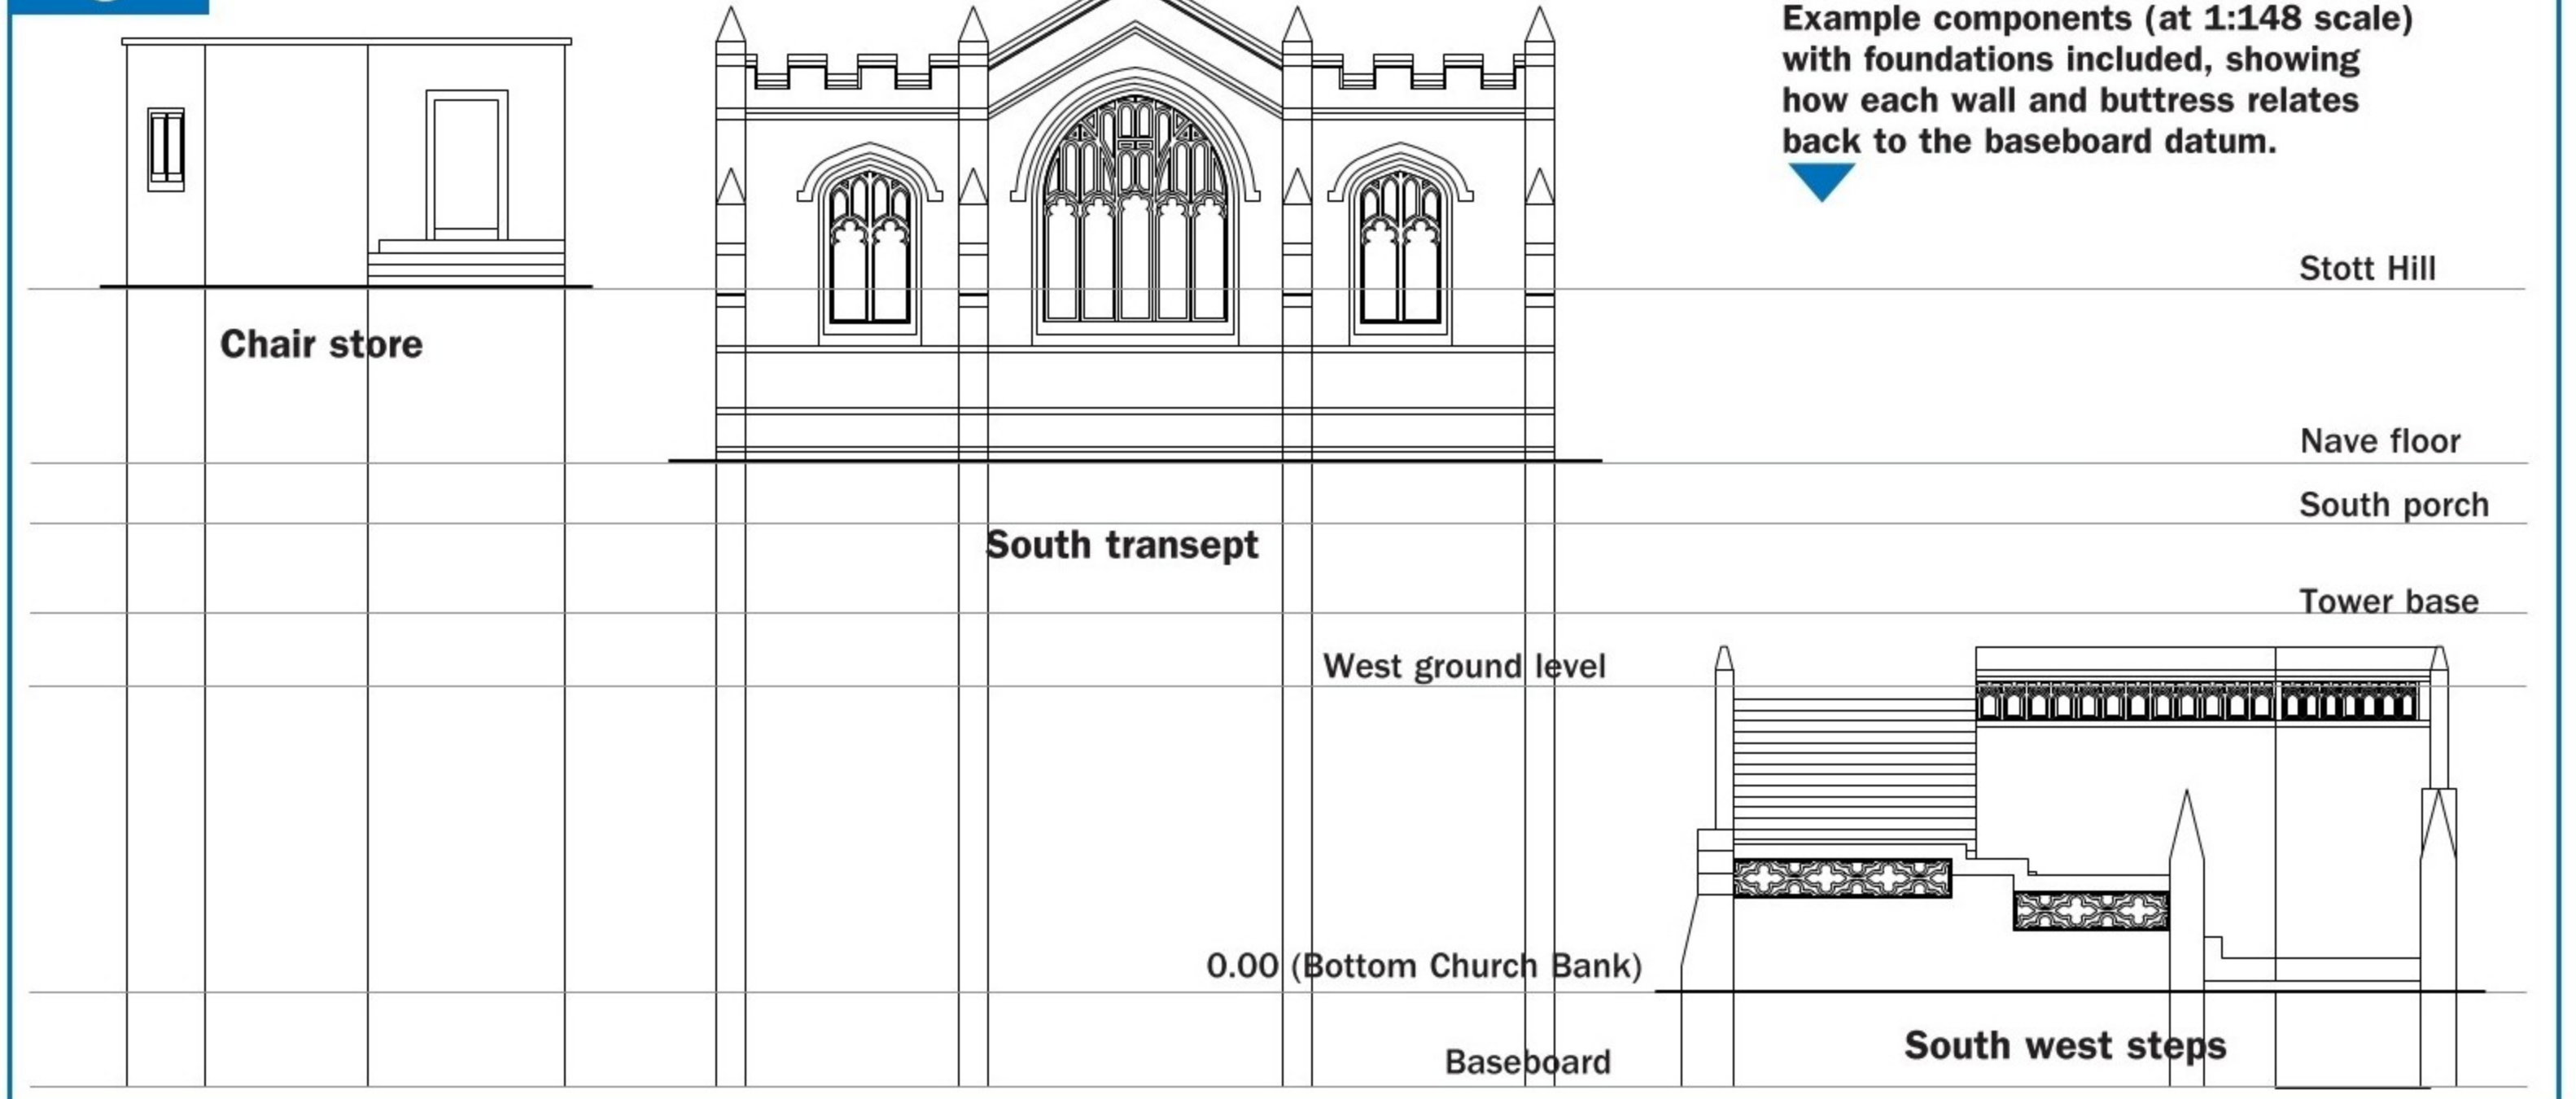 Example components (at 1:148 scale)
with foundations included, showing
how each wall and buttress relates
back to the baseboard datum.
Stott Hill
Chair store
Nave floor
South porch
South transept
Tower base
West ground level
0.00 (Bottom Church Bank)
South west steps
Baseboard